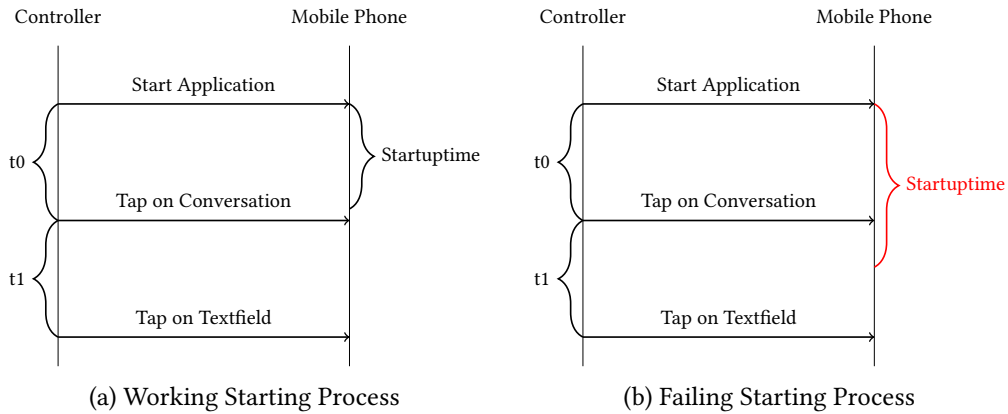 Controller
Mobile Phone
Start Application
t0
Startuptime
Tap on Conversation
t1
Tap on Textfield
(a) Working Starting Process
Controller
Mobile Phone
Start Application
t0
Startuptime
Tap on Conversation
t1
Tap on Textfield
(b) Failing Starting Process